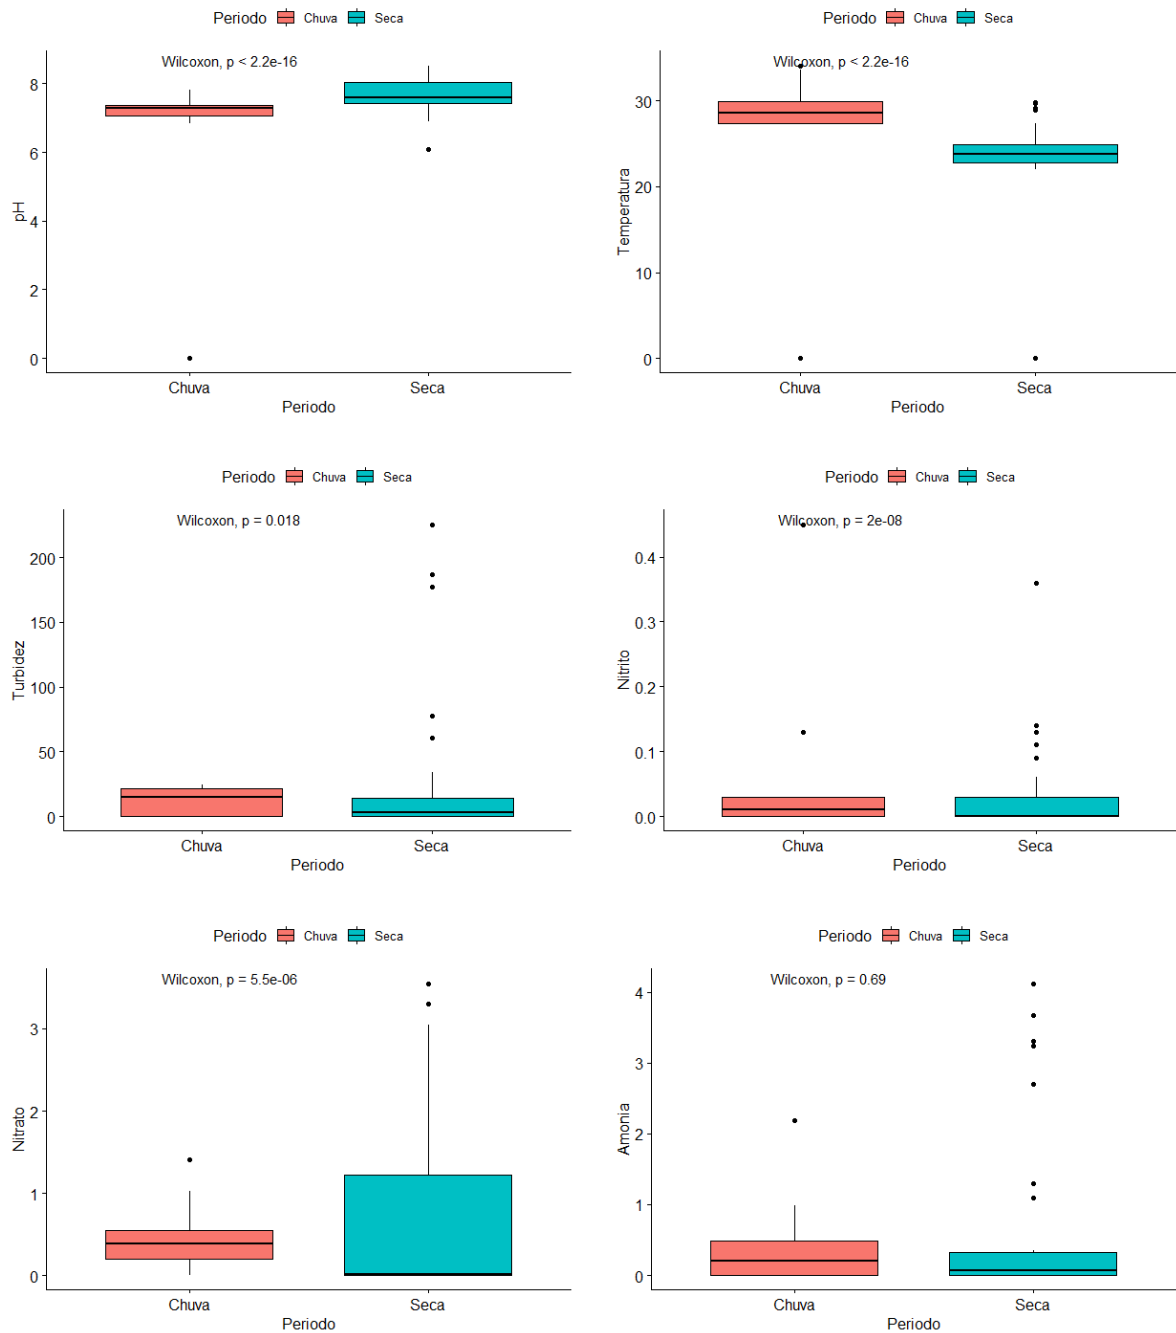 Periodo Chuva Seca
Wilcoxon, p < 2.2e-16
pH
8
6
4
2
0
Chuva Seca
Periodo
Periodo Chuva Seca
Wilcoxon, p < 2.2e-16
Temperatura
30
20
10
0
Chuva Seca
Periodo
Periodo Chuva Seca
Wilcoxon, p = 0.018
Turbidez
200
150
100
50
0
Chuva Seca
Periodo
Periodo Chuva Seca
Wilcoxon, p = 2e-08
Nitrito
0.4
0.3
0.2
0.1
0.0
Chuva Seca
Periodo
Periodo Chuva Seca
Wilcoxon, p = 5.5e-06
Nitrato
3
2
1
0
Chuva Seca
Periodo
Periodo Chuva Seca
Wilcoxon, p = 0.69
Amonia
4
3
2
1
0
Chuva Seca
Periodo